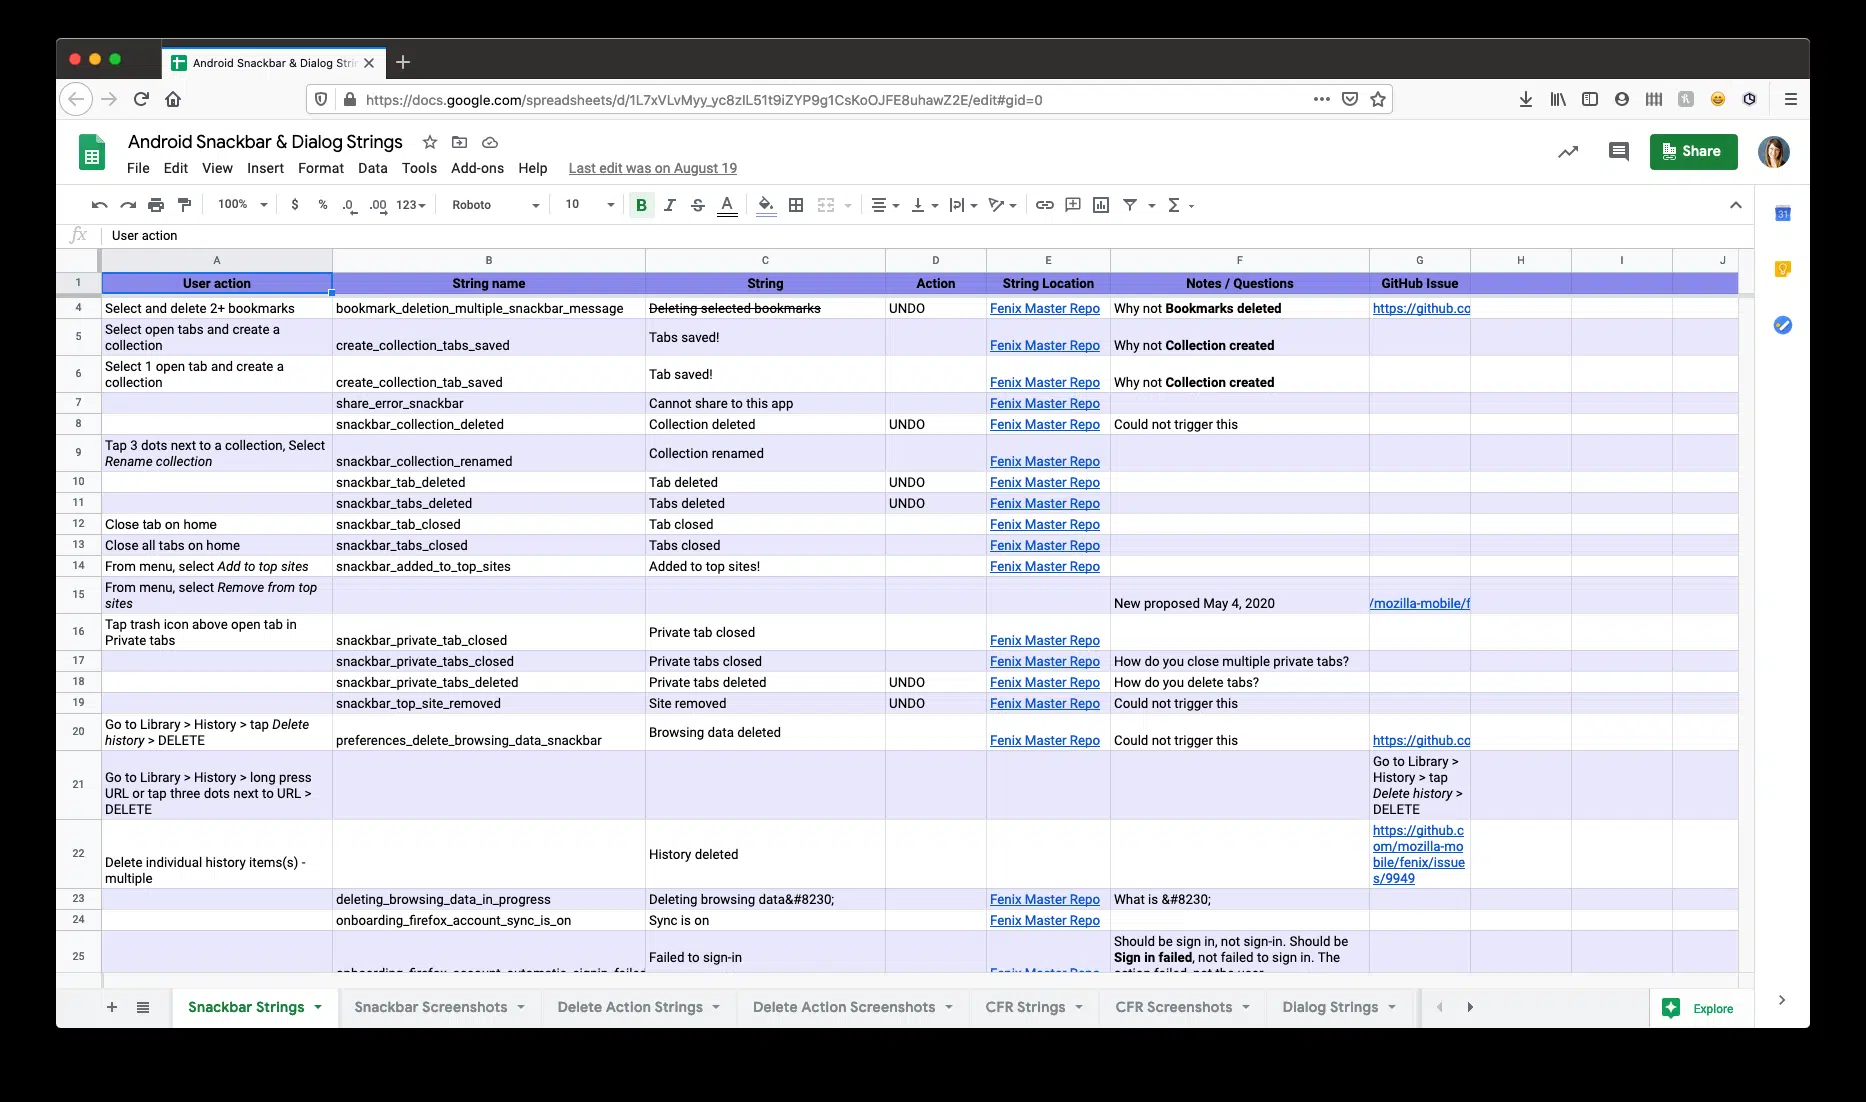 Android Snackbar & Dialog Stri
https://docs.google.com/spreadsheets/d/1L7xVLvMyy_yc8zlL51t9iZYP9g1CsKoOJFE8uhawZ2E/edit#gid=0
Android Snackbar & Dialog Strings
File Edit View Insert Format Data Tools Add-ons Help Last edit was on August 19
Share
100% $ % .0 .00 123 Roboto 10 B I S A
31
fx User action
A B C D E F G H I J
1 User action String name String Action String Location Notes / Questions GitHub Issue
4 Select and delete 2+ bookmarks bookmark_deletion_multiple_snackbar_message Deleting selected bookmarks UNDO Fenix Master Repo Why not Bookmarks deleted https://github.co
5 Select open tabs and create a
collection create_collection_tabs_saved Tabs saved! Fenix Master Repo Why not Collection created
6 Select 1 open tab and create a
collection create_collection_tab_saved Tab saved! Fenix Master Repo Why not Collection created
7 share_error_snackbar Cannot share to this app Fenix Master Repo
8 snackbar_collection_deleted Collection deleted UNDO Fenix Master Repo Could not trigger this
9 Tap 3 dots next to a collection, Select
Rename collection snackbar_collection_renamed Collection renamed Fenix Master Repo
10 snackbar_tab_deleted Tab deleted UNDO Fenix Master Repo
11 snackbar_tabs_deleted Tabs deleted UNDO Fenix Master Repo
12 Close tab on home snackbar_tab_closed Tab closed Fenix Master Repo
13 Close all tabs on home snackbar_tabs_closed Tabs closed Fenix Master Repo
14 From menu, select Add to top sites snackbar_added_to_top_sites Added to top sites! Fenix Master Repo
15 From menu, select Remove from top
sites New proposed May 4, 2020 /mozilla-mobile/f
16 Tap trash icon above open tab in
Private tabs snackbar_private_tab_closed Private tab closed Fenix Master Repo
17 snackbar_private_tabs_closed Private tabs closed Fenix Master Repo How do you close multiple private tabs?
18 snackbar_private_tabs_deleted Private tabs deleted UNDO Fenix Master Repo How do you delete tabs?
19 snackbar_top_site_removed Site removed UNDO Fenix Master Repo Could not trigger this
20 Go to Library > History > tap Delete
history > DELETE preferences_delete_browsing_data_snackbar Browsing data deleted Fenix Master Repo Could not trigger this https://github.co
21 Go to Library > History > long press
URL or tap three dots next to URL >
DELETE
Go to Library >
History > tap
Delete history >
DELETE
22 Delete individual history items(s) -
multiple History deleted
https://github.c
om/mozilla-mo
bile/fenix/issue
s/9949
23 deleting_browsing_data_in_progress Deleting browsing data&#8230; Fenix Master Repo What is &#8230;
24 onboarding_firefox_account_sync_is_on Sync is on Fenix Master Repo
25 onboarding_firefox_account_automatic_signin_failed Failed to sign-in Fenix Master Repo
Should be sign in, not sign-in. Should be
Sign in failed, not failed to sign in. The
action failed, not the user.
Snackbar Strings Snackbar Screenshots Delete Action Strings Delete Action Screenshots CFR Strings CFR Screenshots Dialog Strings Explore